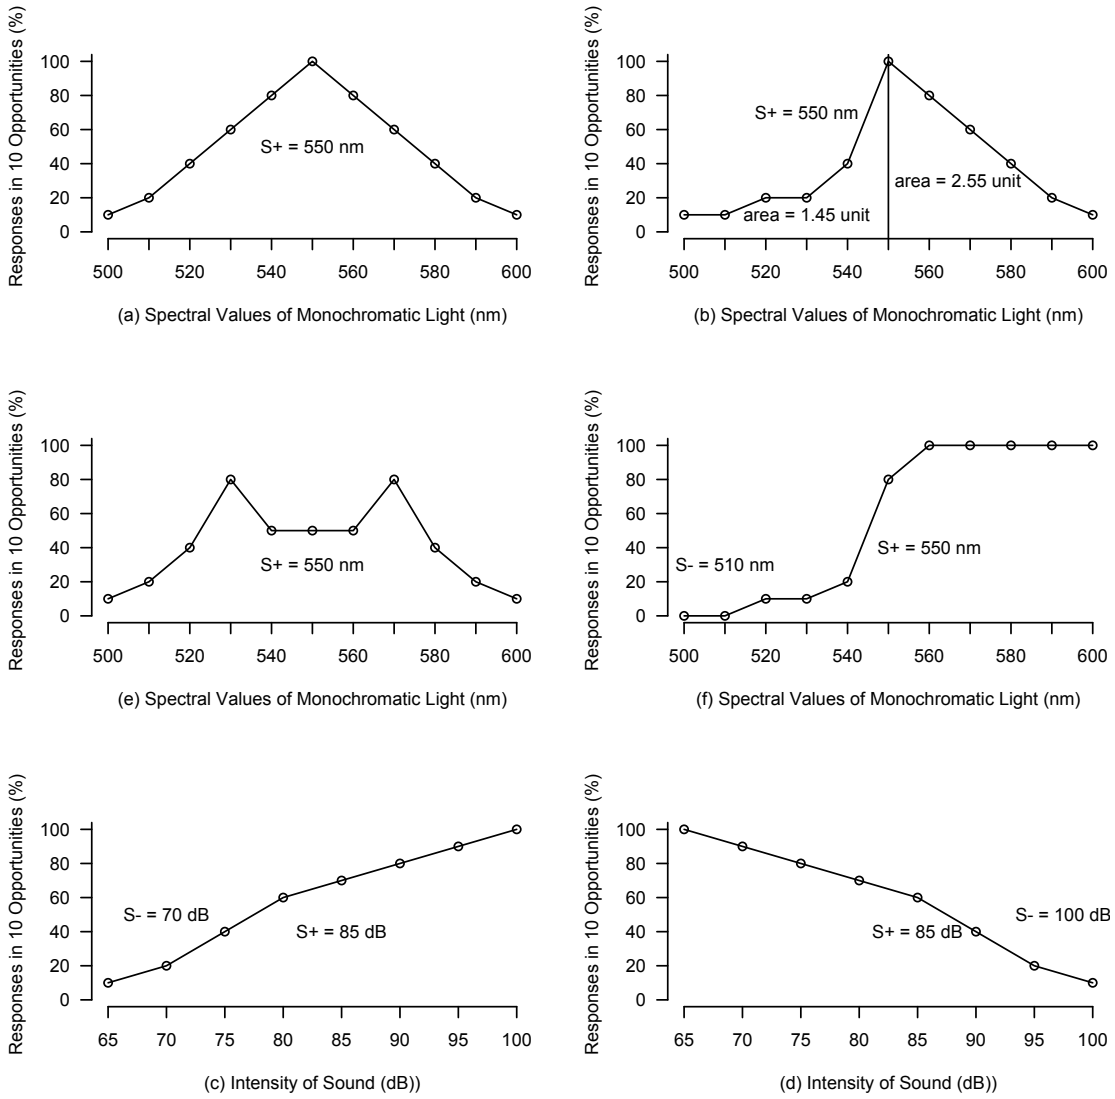 Responses in 10 Opportunities (%)
100
80
60
40
20
0
S+ = 550 nm
500 520 540 560 580 600
(a) Spectral Values of Monochromatic Light (nm)
Responses in 10 Opportunities (%)
100
80
60
40
20
0
S+ = 550 nm
area = 2.55 unit
area = 1.45 unit
500 520 540 560 580 600
(b) Spectral Values of Monochromatic Light (nm)
Responses in 10 Opportunities (%)
100
80
60
40
20
0
S+ = 550 nm
500 520 540 560 580 600
(e) Spectral Values of Monochromatic Light (nm)
Responses in 10 Opportunities (%)
100
80
60
40
20
0
S+ = 550 nm
S- = 510 nm
500 520 540 560 580 600
(f) Spectral Values of Monochromatic Light (nm)
Responses in 10 Opportunities (%)
100
80
60
40
20
0
S- = 70 dB
S+ = 85 dB
65 70 75 80 85 90 95 100
(c) Intensity of Sound (dB))
Responses in 10 Opportunities (%)
100
80
60
40
20
0
S- = 100 dB
S+ = 85 dB
65 70 75 80 85 90 95 100
(d) Intensity of Sound (dB))